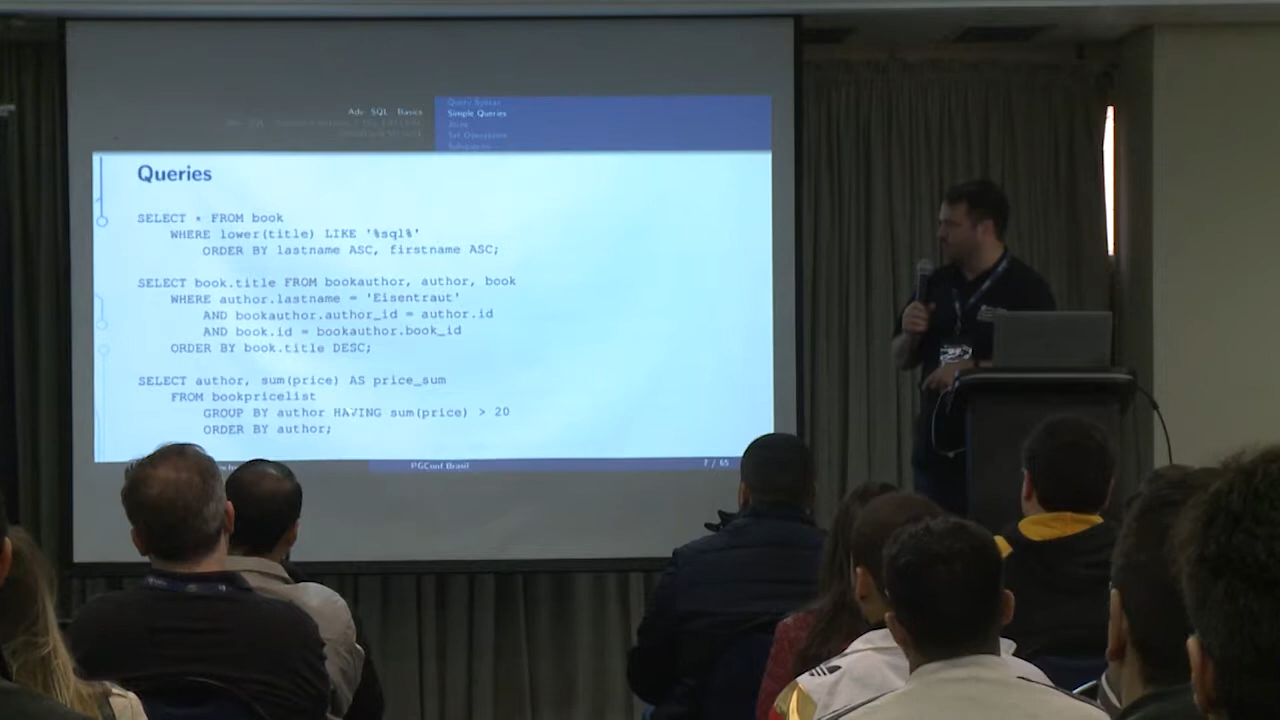 Adv. SQL - Basics
Query Syntax
Simple Queries
Joins
Set Operations
Subqueries
Queries
SELECT * FROM book
WHERE lower(title) LIKE '%sql%'
ORDER BY lastname ASC, firstname ASC;
SELECT book.title FROM bookauthor, author, book
WHERE author.lastname = 'Eisentraut'
AND bookauthor.author_id = author.id
AND book.id = bookauthor.book_id
ORDER BY book.title DESC;
SELECT author, sum(price) AS price_sum
FROM bookpricelist
GROUP BY author HAVING sum(price) > 20
ORDER BY author;
PGConf.Brasil
7 / 65